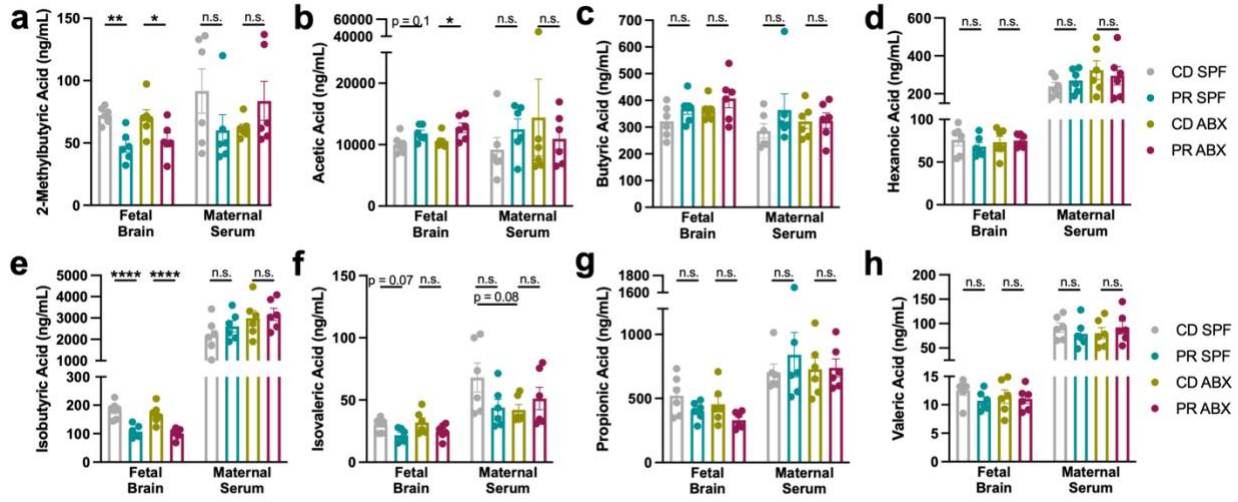 a
2-Methylbutyric Acid (ng/mL)
150
100
50
0
** * n.s. n.s.
Fetal Brain
Maternal Serum
b
Acetic Acid (ng/mL)
60000
40000
20000
10000
0
p = 0.1 * n.s. n.s.
Fetal Brain
Maternal Serum
c
Butyric Acid (ng/mL)
700
600
500
400
300
200
100
0
n.s. n.s. n.s. n.s.
Fetal Brain
Maternal Serum
d
Hexanoic Acid (ng/mL)
600
400
200
100
50
0
n.s. n.s. n.s. n.s.
Fetal Brain
Maternal Serum
CD SPF
PR SPF
CD ABX
PR ABX
e
Isobutyric Acid (ng/mL)
5000
4000
3000
2000
1000
300
200
100
0
**** **** n.s. n.s.
Fetal Brain
Maternal Serum
f
Isovaleric Acid (ng/mL)
150
100
50
0
p = 0.07 n.s. n.s. n.s.
p = 0.08
Fetal Brain
Maternal Serum
g
Propionic Acid (ng/mL)
1800
1600
1000
500
0
n.s. n.s. n.s. n.s.
Fetal Brain
Maternal Serum
h
Valeric Acid (ng/mL)
200
150
100
50
15
10
5
0
n.s. n.s. n.s. n.s.
Fetal Brain
Maternal Serum
CD SPF
PR SPF
CD ABX
PR ABX